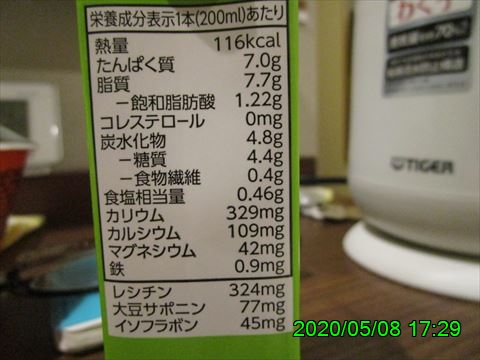 栄養成分表示1本(200ml)あたり
熱量 116kcal
たんぱく質 7.0g
脂質 7.7g
－飽和脂肪酸 1.22g
コレステロール 0mg
炭水化物 4.8g
－糖質 4.4g
－食物繊維 0.4g
食塩相当量 0.46g
カリウム 329mg
カルシウム 109mg
マグネシウム 42mg
鉄 0.9mg
レシチン 324mg
大豆サポニン 77mg
イソフラボン 45mg
わくく
TIGER
2020/05/08 17:29